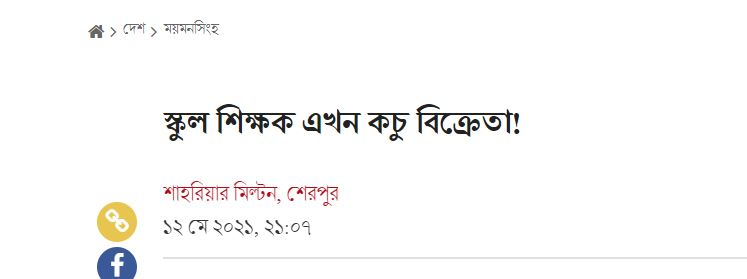 দেশ ময়মনসিংহ
স্কুল শিক্ষক এখন কচু বিক্রেতা!
শাহরিয়ার মিল্টন, শেরপুর
১২ মে ২০২১, ২১:০৭